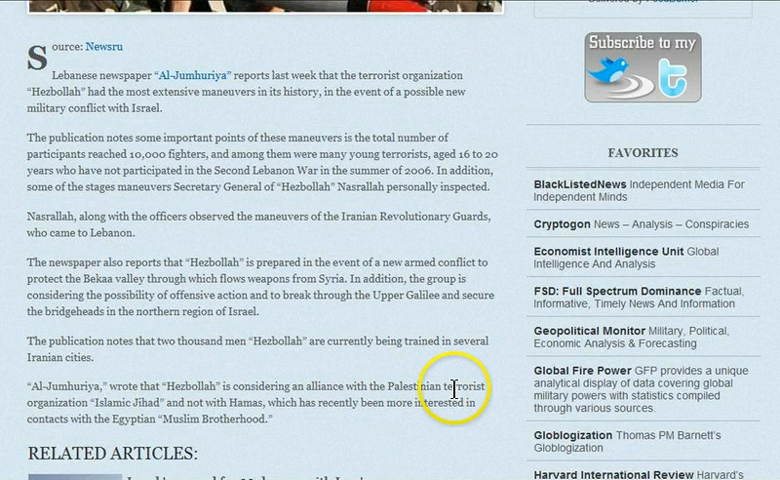 Source: Newsru
Lebanese newspaper “Al-Jumhuriya” reports last week that the terrorist organization
“Hezbollah” had the most extensive maneuvers in its history, in the event of a possible new
military conflict with Israel.
The publication notes some important points of these maneuvers is the total number of
participants reached 10,000 fighters, and among them were many young terrorists, aged 16 to 20
years who have not participated in the Second Lebanon War in the summer of 2006. In addition,
some of the stages maneuvers Secretary General of “Hezbollah” Nasrallah personally inspected.
Nasrallah, along with the officers observed the maneuvers of the Iranian Revolutionary Guards,
who came to Lebanon.
The newspaper also reports that “Hezbollah” is prepared in the event of a new armed conflict to
protect the Bekaa valley through which flows weapons from Syria. In addition, the group is
considering the possibility of offensive action and to break through the Upper Galilee and secure
the bridgeheads in the northern region of Israel.
The publication notes that two thousand men “Hezbollah” are currently being trained in several
Iranian cities.
“Al-Jumhuriya,” wrote that “Hezbollah” is considering an alliance with the Palestinian terrorist
organization “Islamic Jihad” and not with Hamas, which has recently been more interested in
contacts with the Egyptian “Muslim Brotherhood.”
RELATED ARTICLES:
Subscribe to my
t
FAVORITES
BlackListedNews Independent Media For
Independent Minds
Cryptogon News – Analysis – Conspiracies
Economist Intelligence Unit Global
Intelligence And Analysis
FSD: Full Spectrum Dominance Factual,
Informative, Timely News And Information
Geopolitical Monitor Military, Political,
Economic Analysis & Forecasting
Global Fire Power GFP provides a unique
analytical display of data covering global
military powers with statistics compiled
through various sources.
Globlogization Thomas PM Barnett's
Globlogization
Harvard International Review Harvard's